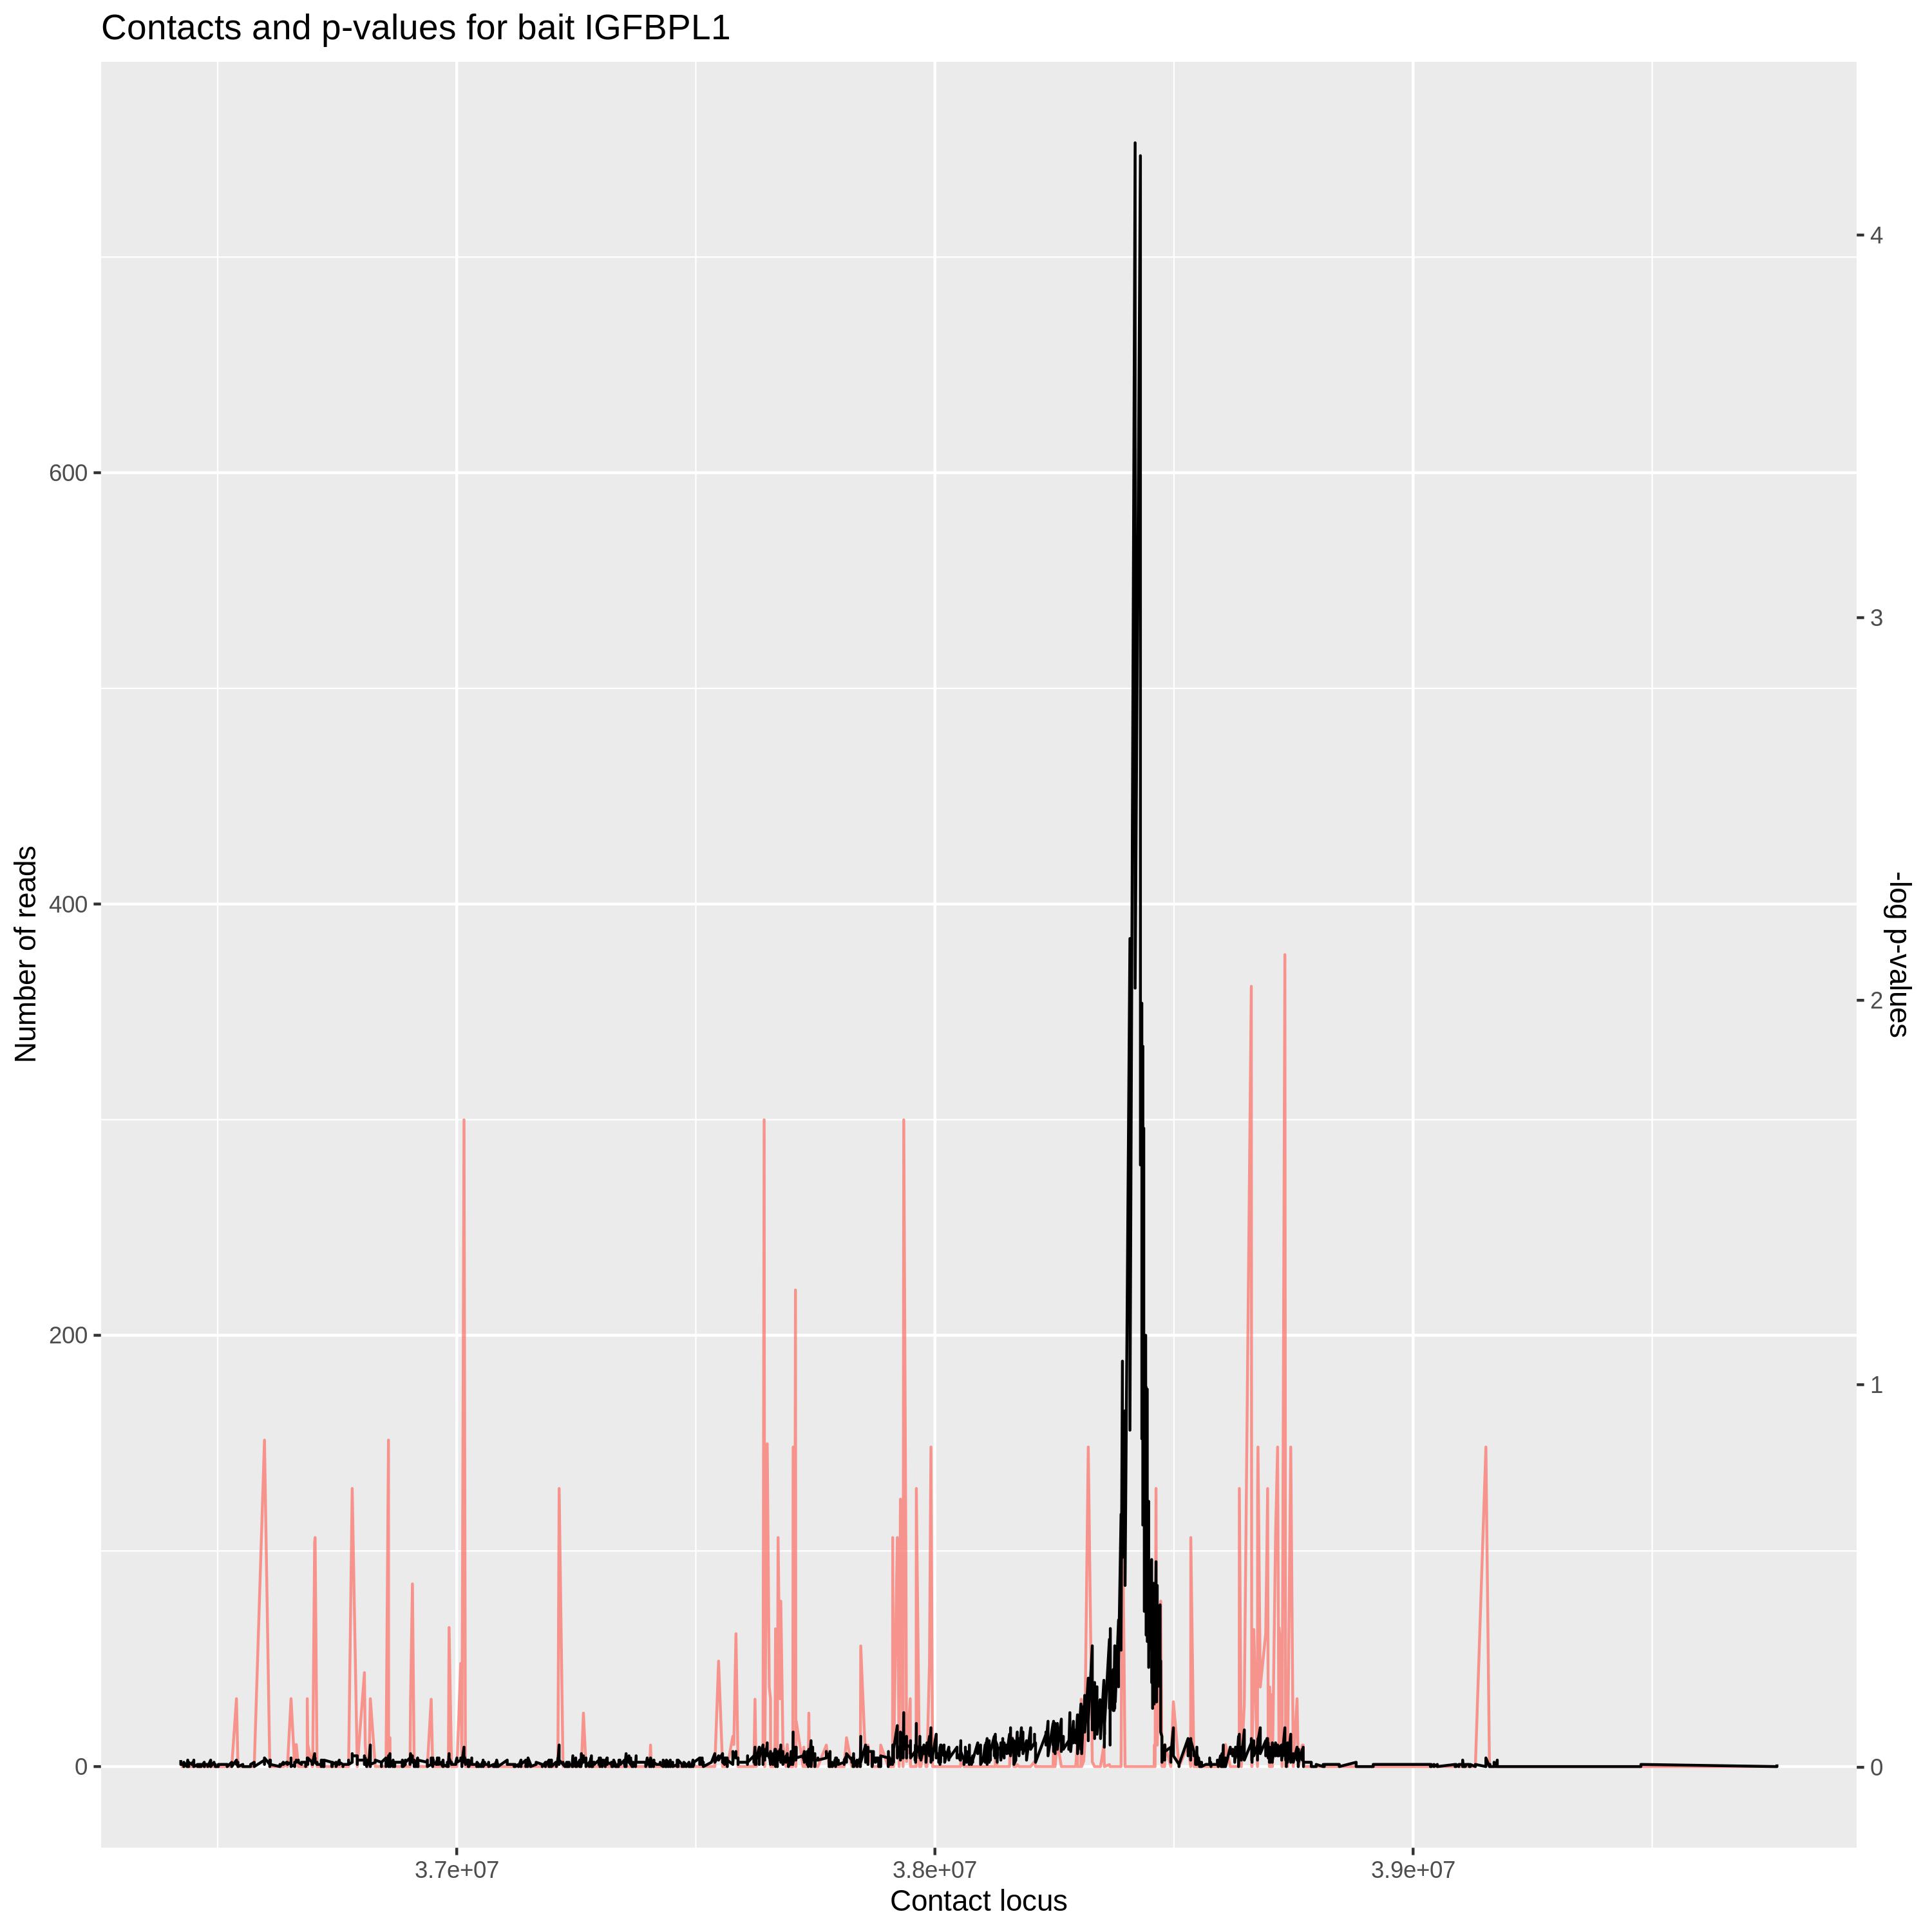 Contacts and p-values for bait IGFBPL1
Number of reads
600
400
200
0
4
3
2
1
0
-log p-values
3.7e+07
3.8e+07
3.9e+07
Contact locus